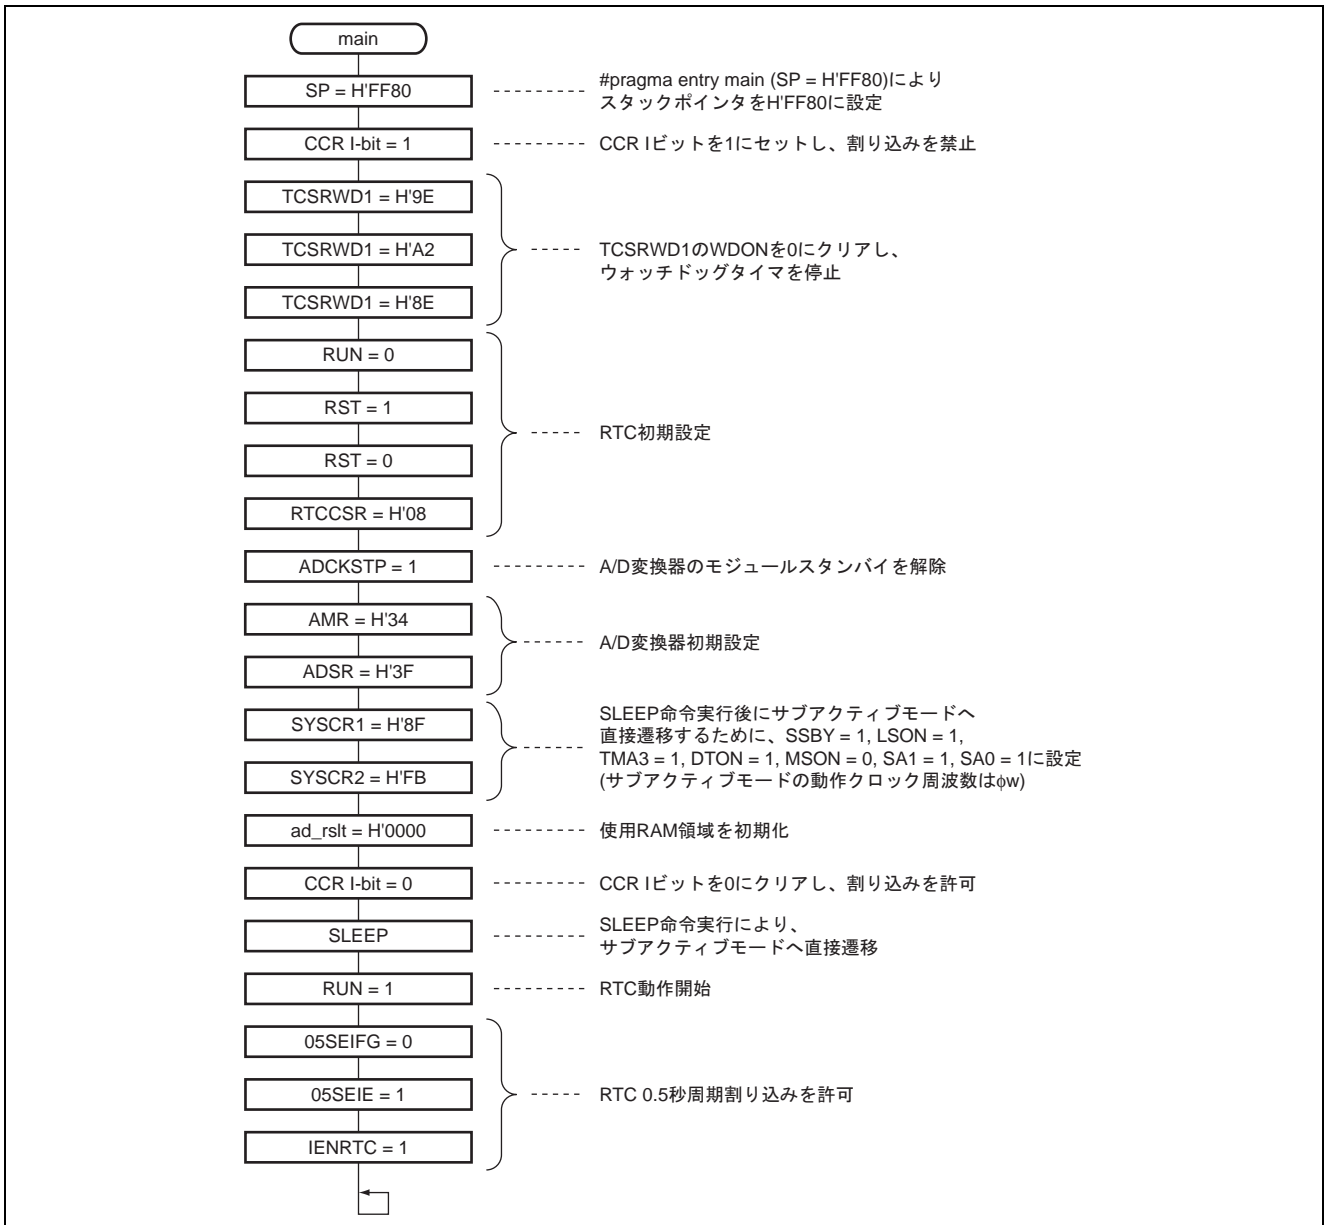 main
SP = H'FF80
#pragma entry main (SP = H'FF80)により
スタックポインタをH'FF80に設定
CCR I-bit = 1
CCR Iビットを1にセットし、割り込みを禁止
TCSRWD1 = H'9E
TCSRWD1 = H'A2
TCSRWD1 = H'8E
TCSRWD1のWDONを0にクリアし、
ウォッチドッグタイマを停止
RUN = 0
RST = 1
RST = 0
RTCCSR = H'08
RTC初期設定
ADCKSTP = 1
A/D変換器のモジュールスタンバイを解除
AMR = H'34
ADSR = H'3F
A/D変換器初期設定
SYSCR1 = H'8F
SYSCR2 = H'FB
SLEEP命令実行後にサブアクティブモードへ
直接遷移するために、SSBY = 1, LSON = 1,
TMA3 = 1, DTON = 1, MSON = 0, SA1 = 1, SA0 = 1に設定
(サブアクティブモードの動作クロック周波数はφw)
ad_rslt = H'0000
使用RAM領域を初期化
CCR I-bit = 0
CCR Iビットを0にクリアし、割り込みを許可
SLEEP
SLEEP命令実行により、
サブアクティブモードへ直接遷移
RUN = 1
RTC動作開始
05SEIFG = 0
05SEIE = 1
IENRTC = 1
RTC 0.5秒周期割り込みを許可